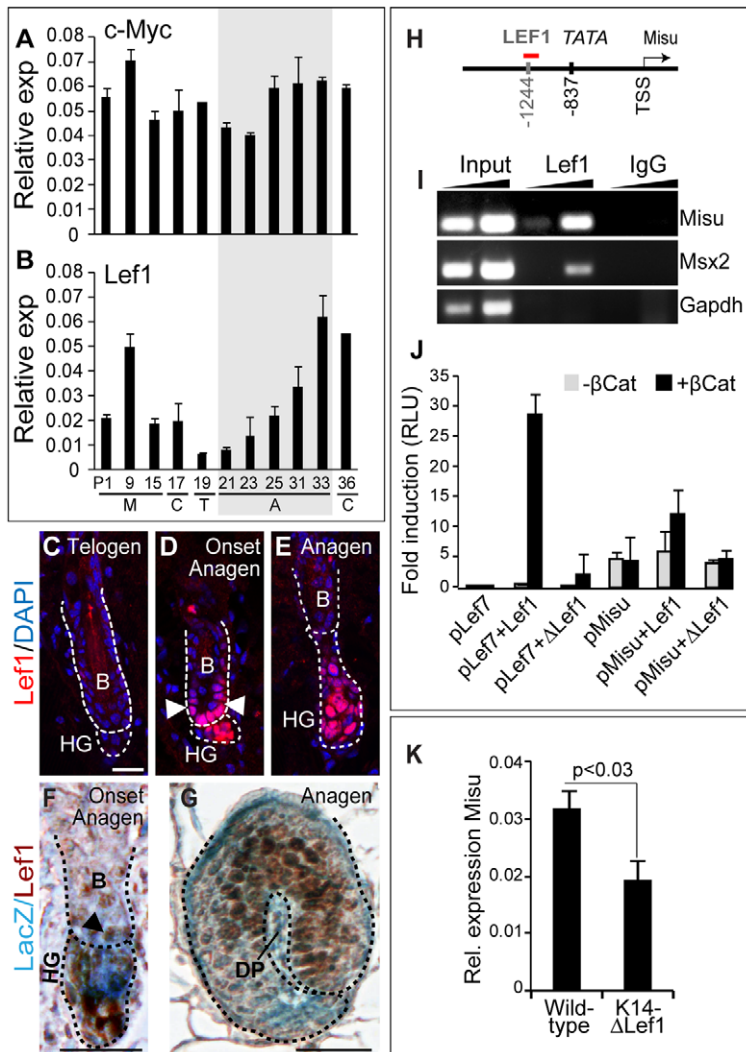 A
c-Myc
Relative exp
0.08
0.07
0.06
0.05
0.04
0.03
0.02
0.01
0
B
Lef1
Relative exp
0.08
0.07
0.06
0.05
0.04
0.03
0.02
0.01
0
P1 9 15 17 19 21 23 25 31 33 36
M C T A C
C Telogen
B
HG
D Onset
Anagen
B
HG
E Anagen
B
HG
Lef1/DAPI
F Onset
Anagen
B
HG
G Anagen
DP
LacZ/Lef1
H
LEF1 TATA Misu
-1244 -837 TSS
I
Input Lef1 IgG
Misu
Msx2
Gapdh
J
-βCat +βCat
Fold induction (RLU)
35
30
25
20
15
10
5
0
pLef7
pLef7+Lef1
pLef7+ΔLef1
pMisu
pMisu+Lef1
pMisu+ΔLef1
K
p<0.03
Rel. expression Misu
0.04
0.03
0.02
0.01
0.00
Wild-
type
K14-
ΔLef1